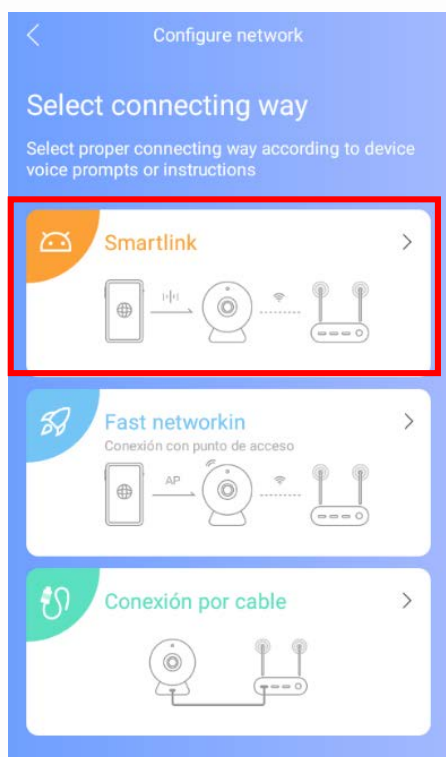 Configure network
Select connecting way
Select proper connecting way according to device
voice prompts or instructions
Smartlink
Fast networkin
Conexión con punto de acceso
AP
Conexión por cable